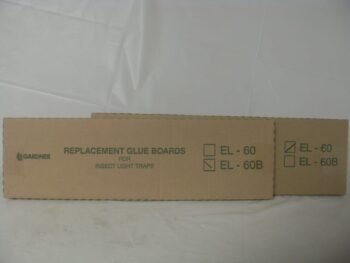 GARDNER
REPLACEMENT GLUE BOARDS
FOR
INSECT LIGHT TRAPS
EL - 60
EL - 60B
EL - 60
EL - 60B